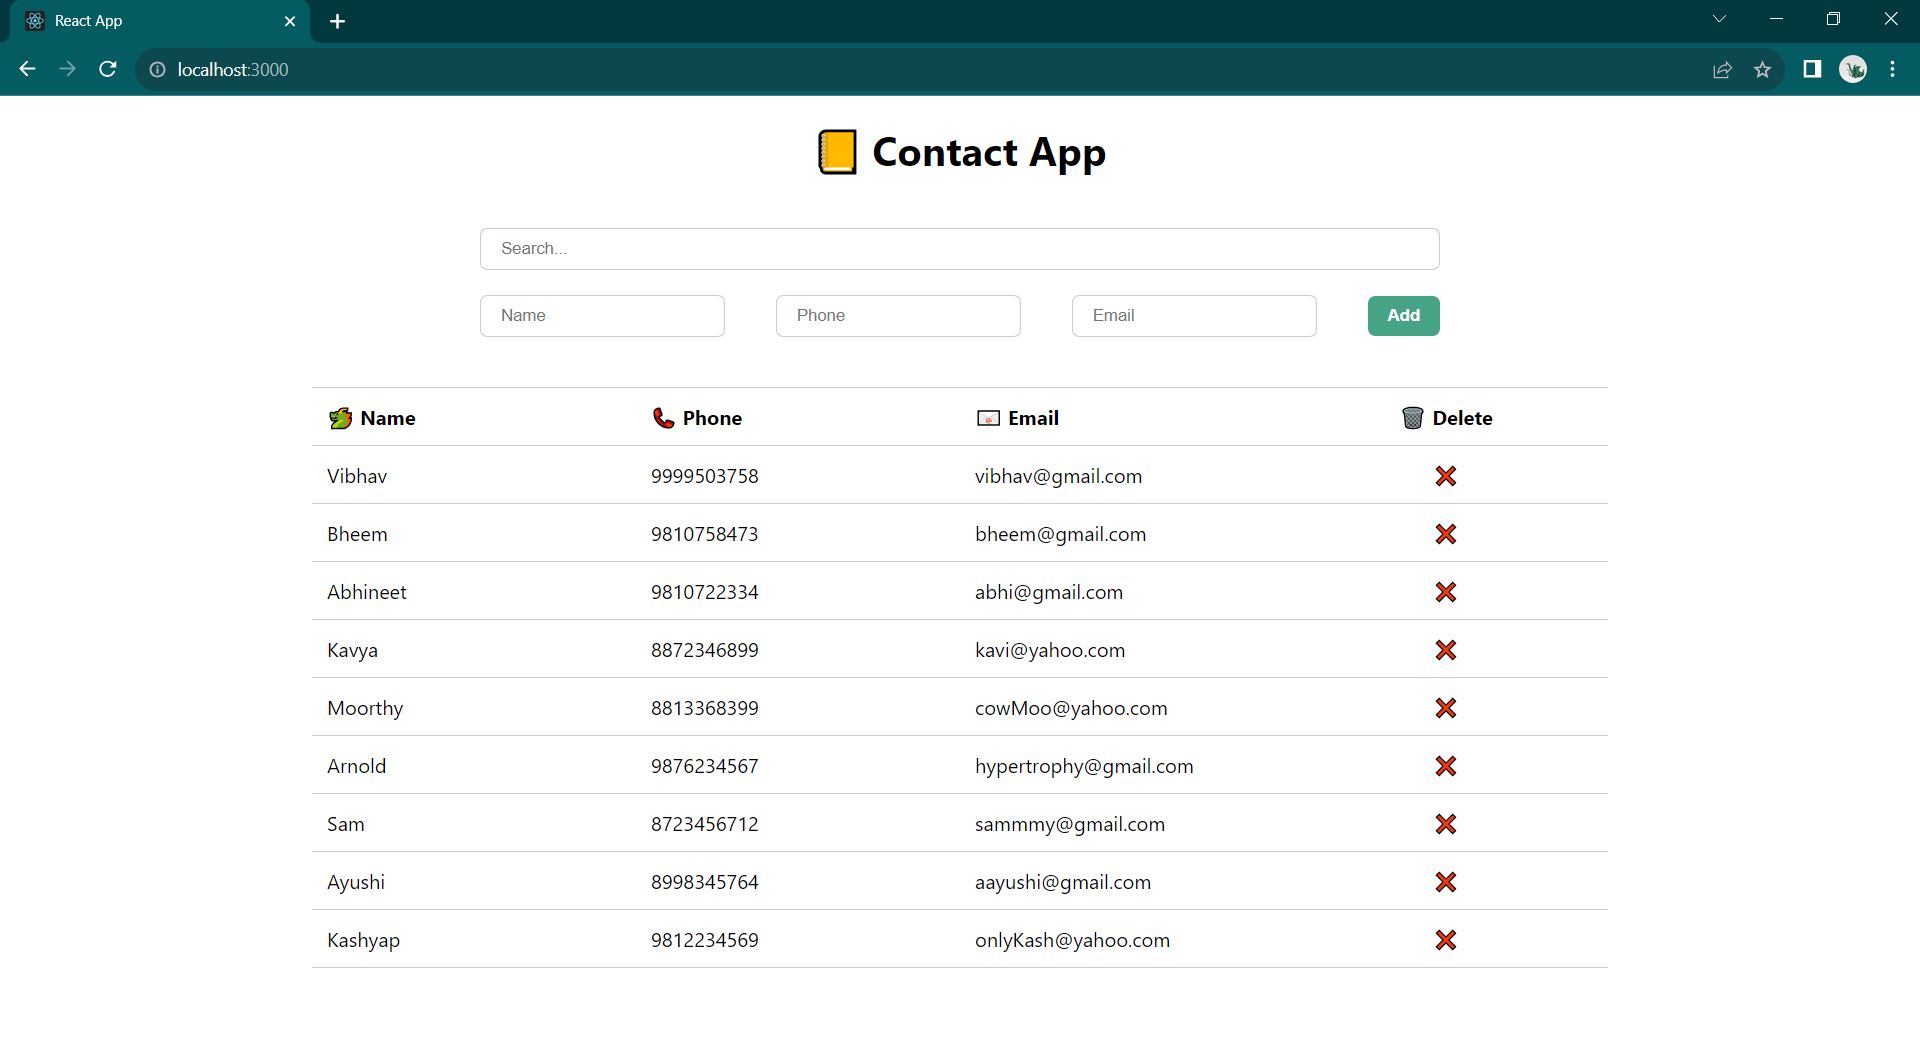 React App
localhost:3000
Contact App
Search...
Name Phone Email Add
Name Phone Email Delete
Vibhav 9999503758 vibhav@gmail.com
Bheem 9810758473 bheem@gmail.com
Abhineet 9810722334 abhi@gmail.com
Kavya 8872346899 kavi@yahoo.com
Moorthy 8813368399 cowMoo@yahoo.com
Arnold 9876234567 hypertrophy@gmail.com
Sam 8723456712 sammmy@gmail.com
Ayushi 8998345764 aayushi@gmail.com
Kashyap 9812234569 onlyKash@yahoo.com